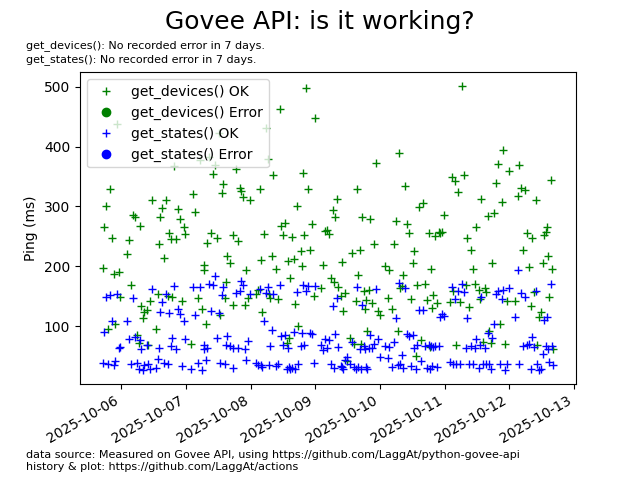 Govee API: is it working?
get_devices(): No recorded error in 7 days.
get_states(): No recorded error in 7 days.
500
400
300
200
100
Ping (ms)
get_devices() OK
get_devices() Error
get_states() OK
get_states() Error
2025-10-06
2025-10-07
2025-10-08
2025-10-09
2025-10-10
2025-10-11
2025-10-12
2025-10-13
data source: Measured on Govee API, using https://github.com/LaggAt/python-govee-api
history & plot: https://github.com/LaggAt/actions